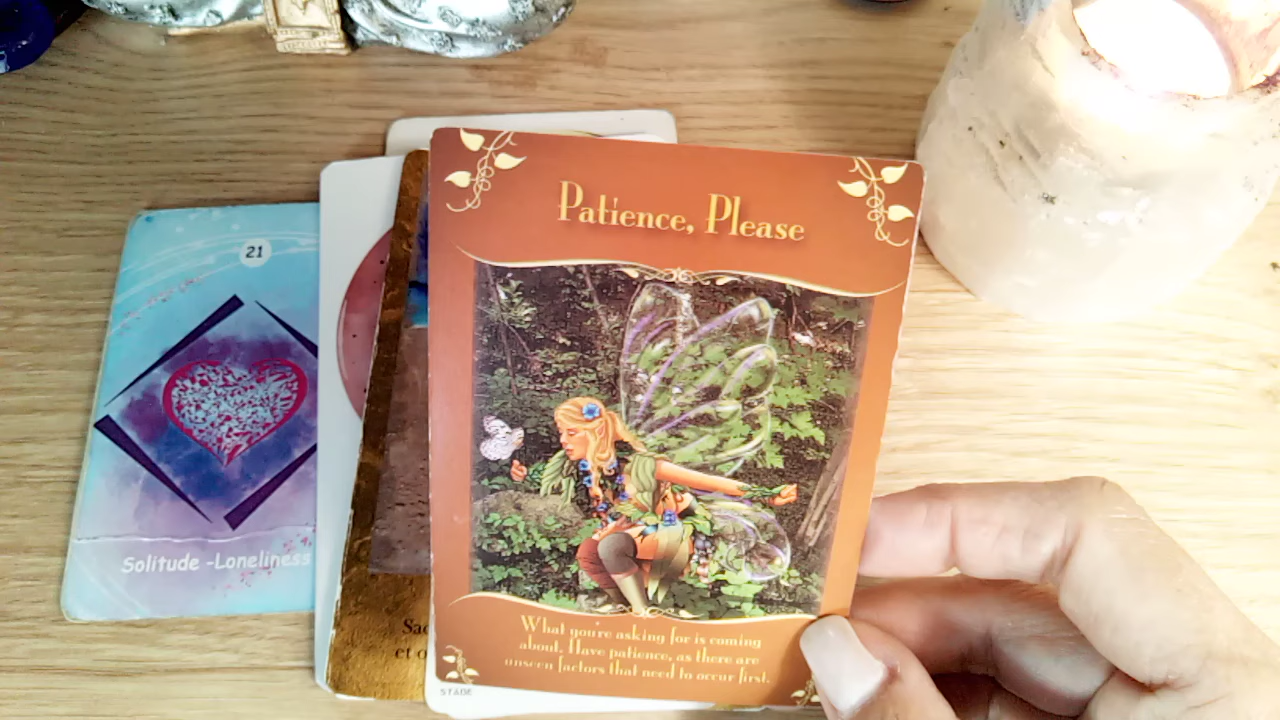 Patience, Please
21
Solitude -Loneliness
What you're asking for is coming
about. Have patience, as there are
unseen factors that need to occur first.
et o